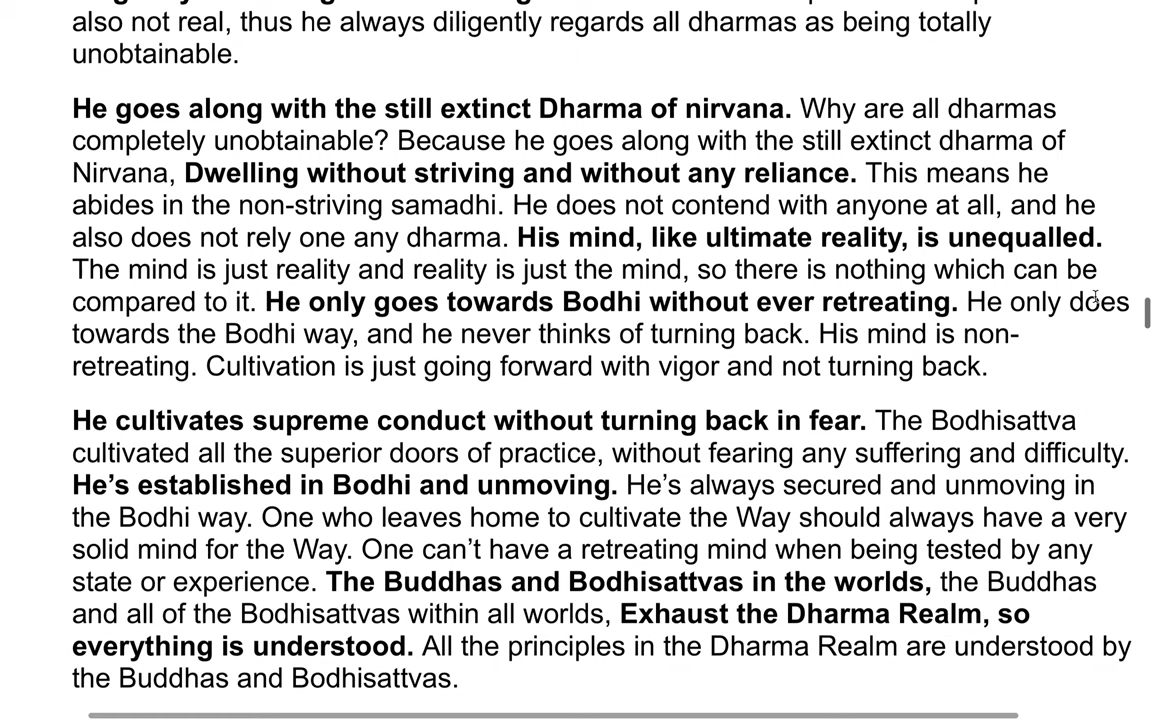 also not real, thus he always diligently regards all dharmas as being totally
unobtainable.
He goes along with the still extinct Dharma of nirvana. Why are all dharmas
completely unobtainable? Because he goes along with the still extinct dharma of
Nirvana, Dwelling without striving and without any reliance. This means he
abides in the non-striving samadhi. He does not contend with anyone at all, and he
also does not rely one any dharma. His mind, like ultimate reality, is unequalled.
The mind is just reality and reality is just the mind, so there is nothing which can be
compared to it. He only goes towards Bodhi without ever retreating. He only does
towards the Bodhi way, and he never thinks of turning back. His mind is non-
retreating. Cultivation is just going forward with vigor and not turning back.
He cultivates supreme conduct without turning back in fear. The Bodhisattva
cultivated all the superior doors of practice, without fearing any suffering and difficulty.
He's established in Bodhi and unmoving. He's always secured and unmoving in
the Bodhi way. One who leaves home to cultivate the Way should always have a very
solid mind for the Way. One can't have a retreating mind when being tested by any
state or experience. The Buddhas and Bodhisattvas in the worlds, the Buddhas
and all of the Bodhisattvas within all worlds, Exhaust the Dharma Realm, so
everything is understood. All the principles in the Dharma Realm are understood by
the Buddhas and Bodhisattvas.